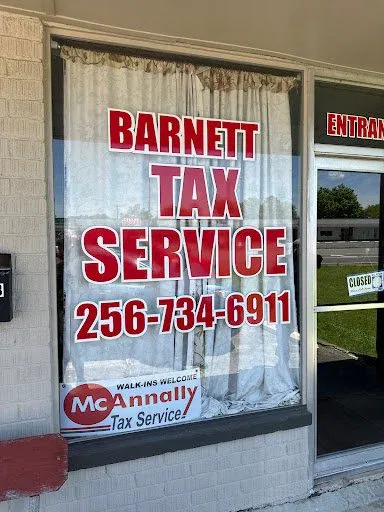 BARNETT
TAX
SERVICE
256-734-6911
ENTRAN
CLOSED
WALK-INS WELCOME
McAnnally
Tax Service